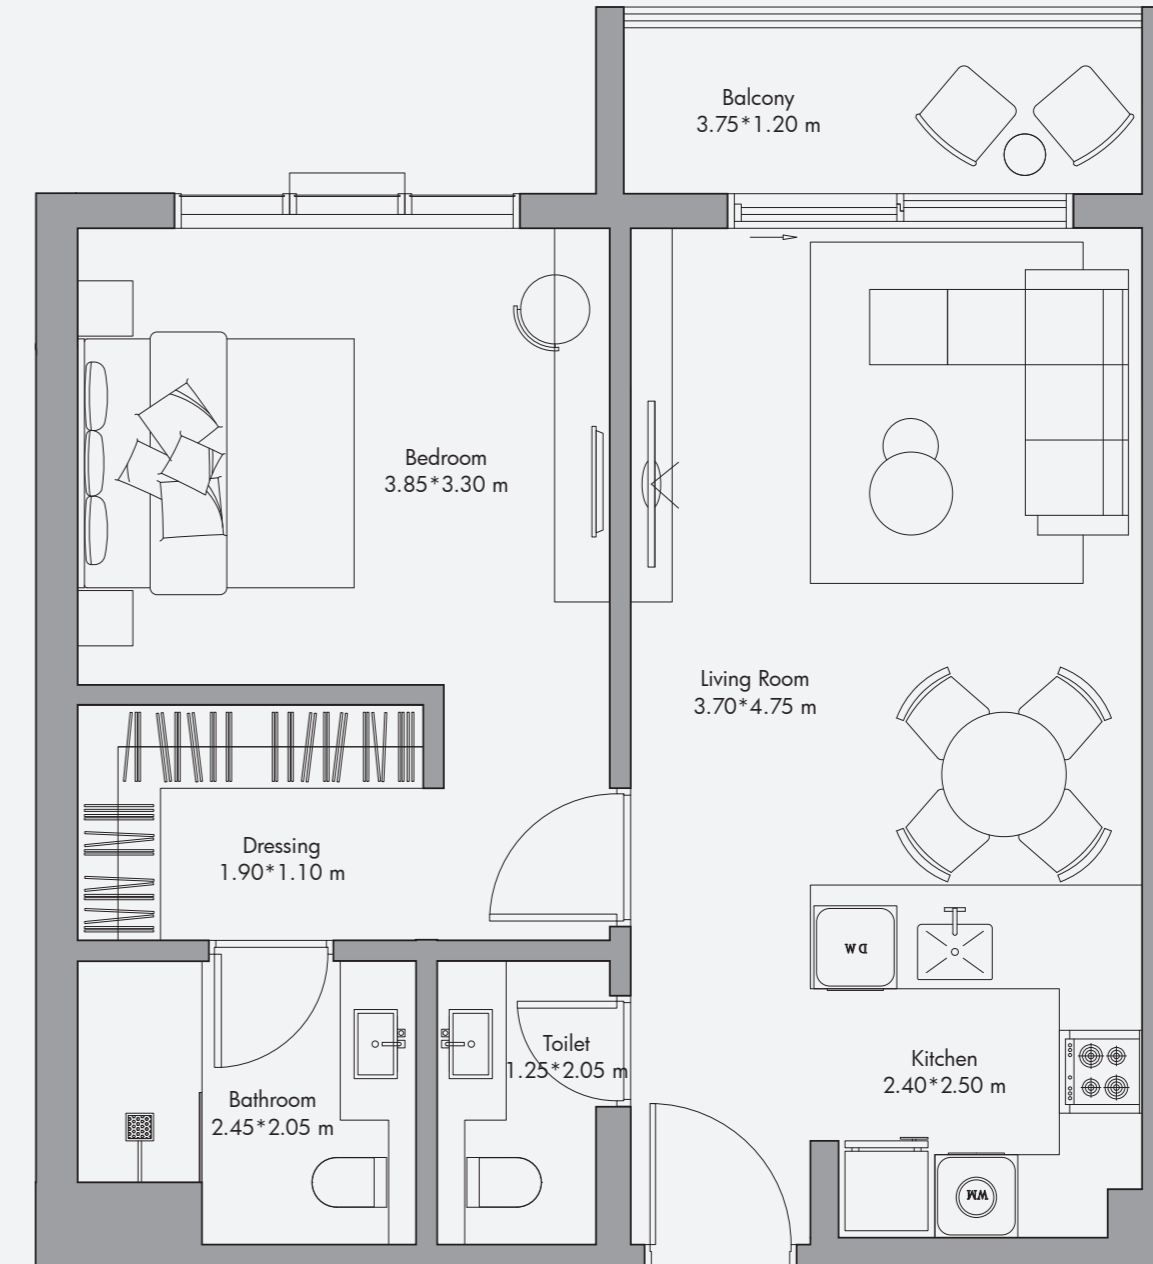 Balcony
3.75*1.20 m
Bedroom
3.85*3.30 m
Living Room
3.70*4.75 m
Dressing
1.90*1.10 m
DW
Toilet
1.25*2.05 m
Kitchen
2.40*2.50 m
Bathroom
2.45*2.05 m
WM